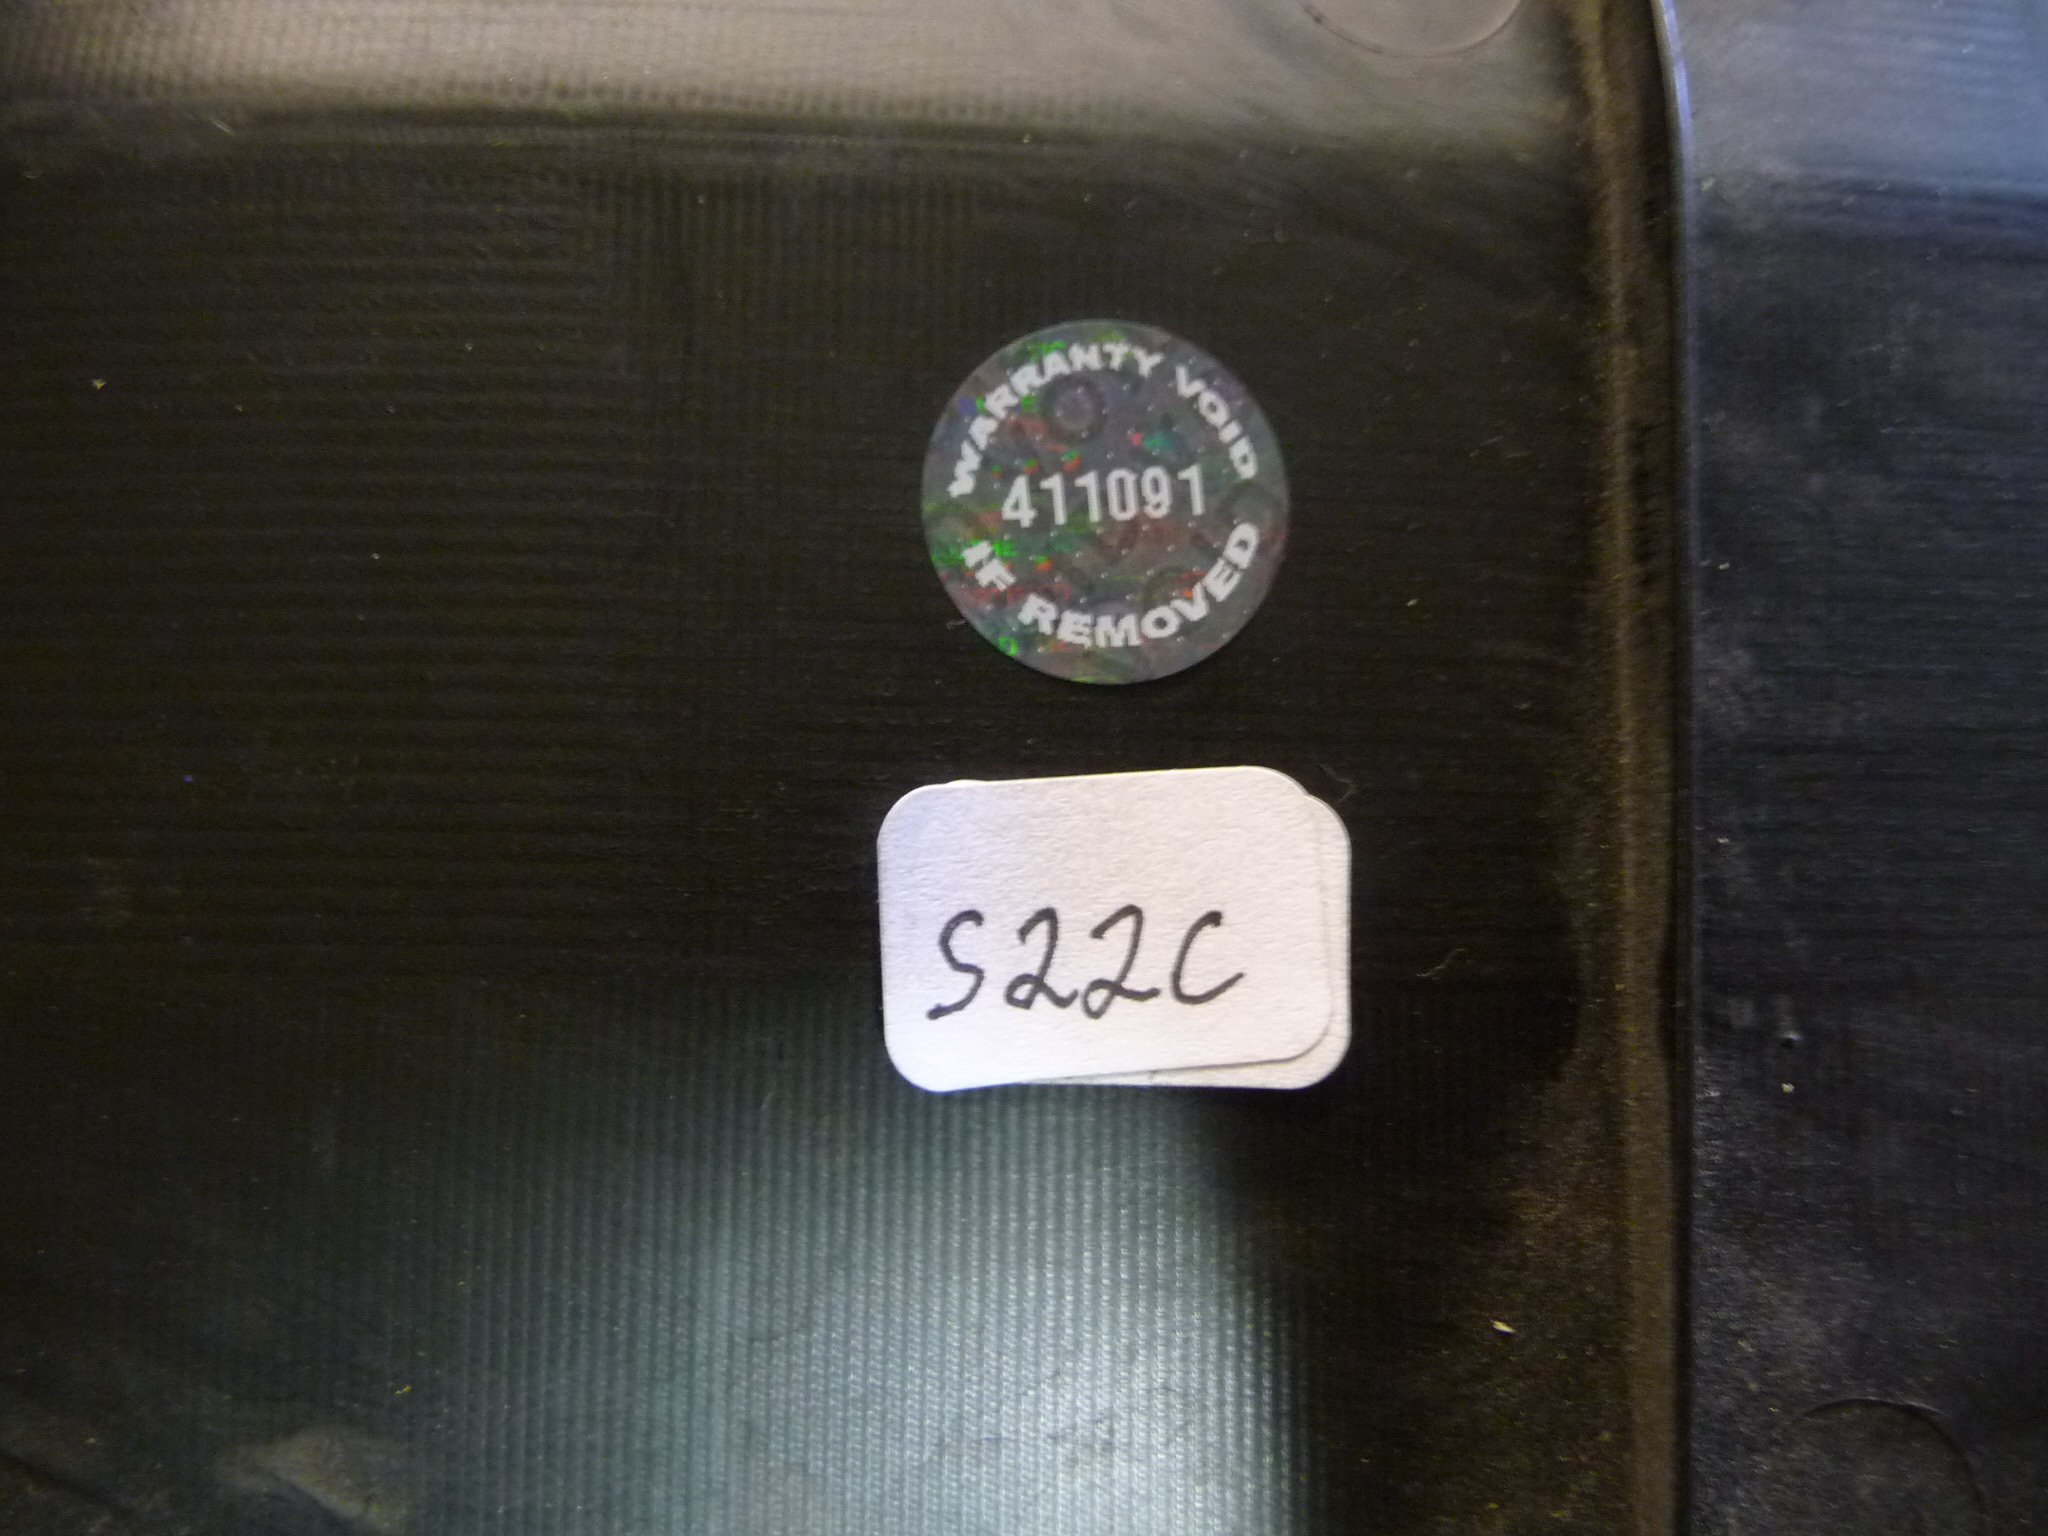 WARRANTY VOID
411091
IF REMOVED
S22C